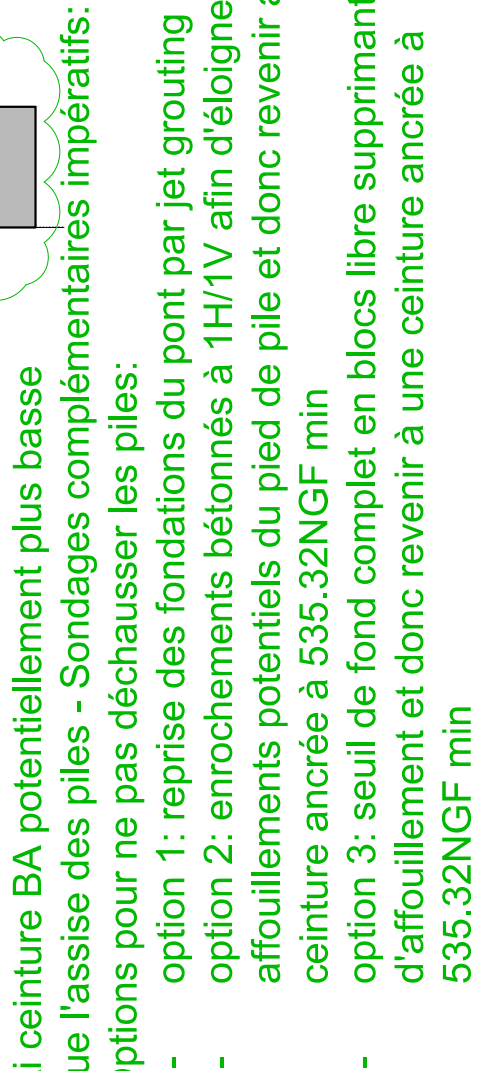 i ceinture BA potentiellement plus basse
ue l'assise des piles - Sondages complémentaires impératifs:
ptions pour ne pas déchausser les piles:
- option 1: reprise des fondations du pont par jet grouting
- option 2: enrochements bétonnés à 1H/1V afin d'éloigne
affouillements potentiels du pied de pile et donc revenir
ceinture ancrée à 535.32NGF min
- option 3: seuil de fond complet en blocs libre supprimant
d'affouillement et donc revenir à une ceinture ancrée à
535.32NGF min